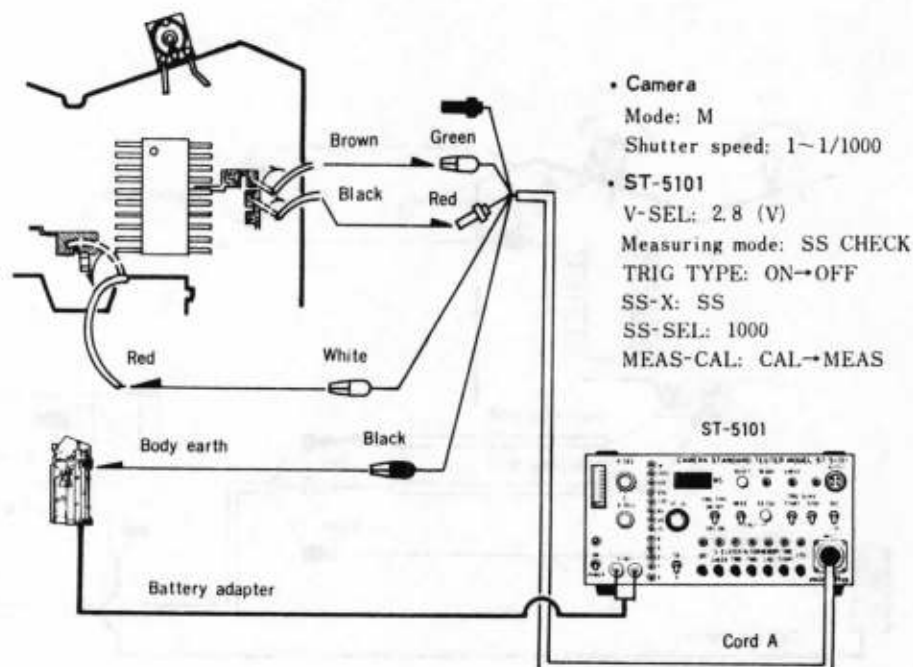 Brown
Green
Black
Red
Red
White
Body earth
Black
Battery adapter
• Camera
Mode: M
Shutter speed: 1~1/1000
• ST-5101
V-SEL: 2.8 (V)
Measuring mode: SS CHECK
TRIG TYPE: ON→OFF
SS-X: SS
SS-SEL: 1000
MEAS-CAL: CAL→MEAS
ST-5101
CAMERA STANDARD TESTER MODEL ST-5101
Cord A